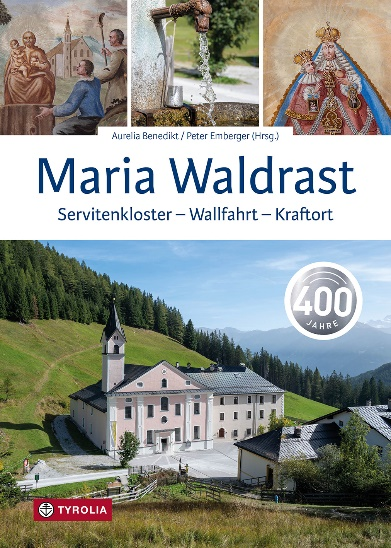 Aurelia Benedikt / Peter Emberger (Hrsg.)
Maria Waldrast
Servitenkloster – Wallfahrt – Kraftort
400
JAHRE
TYROLIA